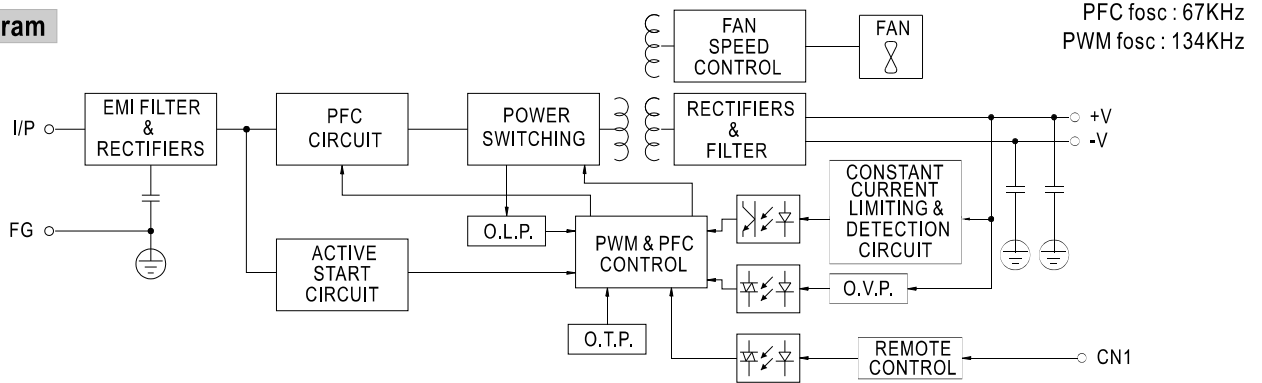 ram
PFC fosc : 67KHz
PWM fosc : 134KHz
FAN
SPEED
CONTROL
FAN
I/P
EMI FILTER
&
RECTIFIERS
PFC
CIRCUIT
POWER
SWITCHING
RECTIFIERS
&
FILTER
+V
-V
CONSTANT
CURRENT
LIMITING &
DETECTION
CIRCUIT
FG
O.L.P.
PWM & PFC
CONTROL
ACTIVE
START
CIRCUIT
O.V.P.
O.T.P.
REMOTE
CONTROL
CN1